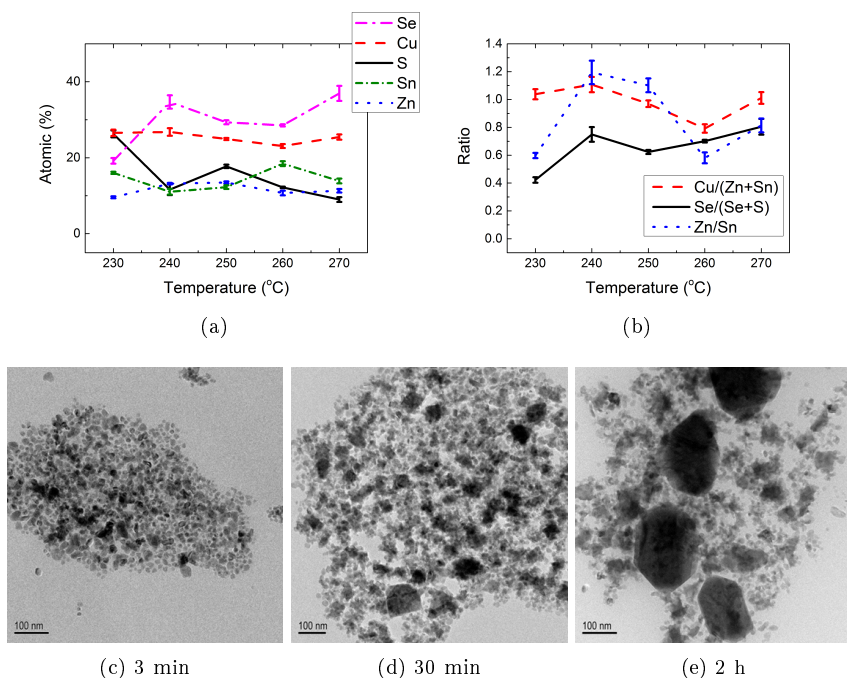 Se
Cu
S
Sn
Zn
40
20
0
Atomic (%)
230 240 250 260 270
Temperature (°C)
(a)
1.4
1.2
1.0
0.8
0.6
0.4
0.2
0.0
Ratio
Cu/(Zn+Sn)
Se/(Se+S)
Zn/Sn
230 240 250 260 270
Temperature (°C)
(b)
100 nm
100 nm
100 nm
(c) 3 min
(d) 30 min
(e) 2 h